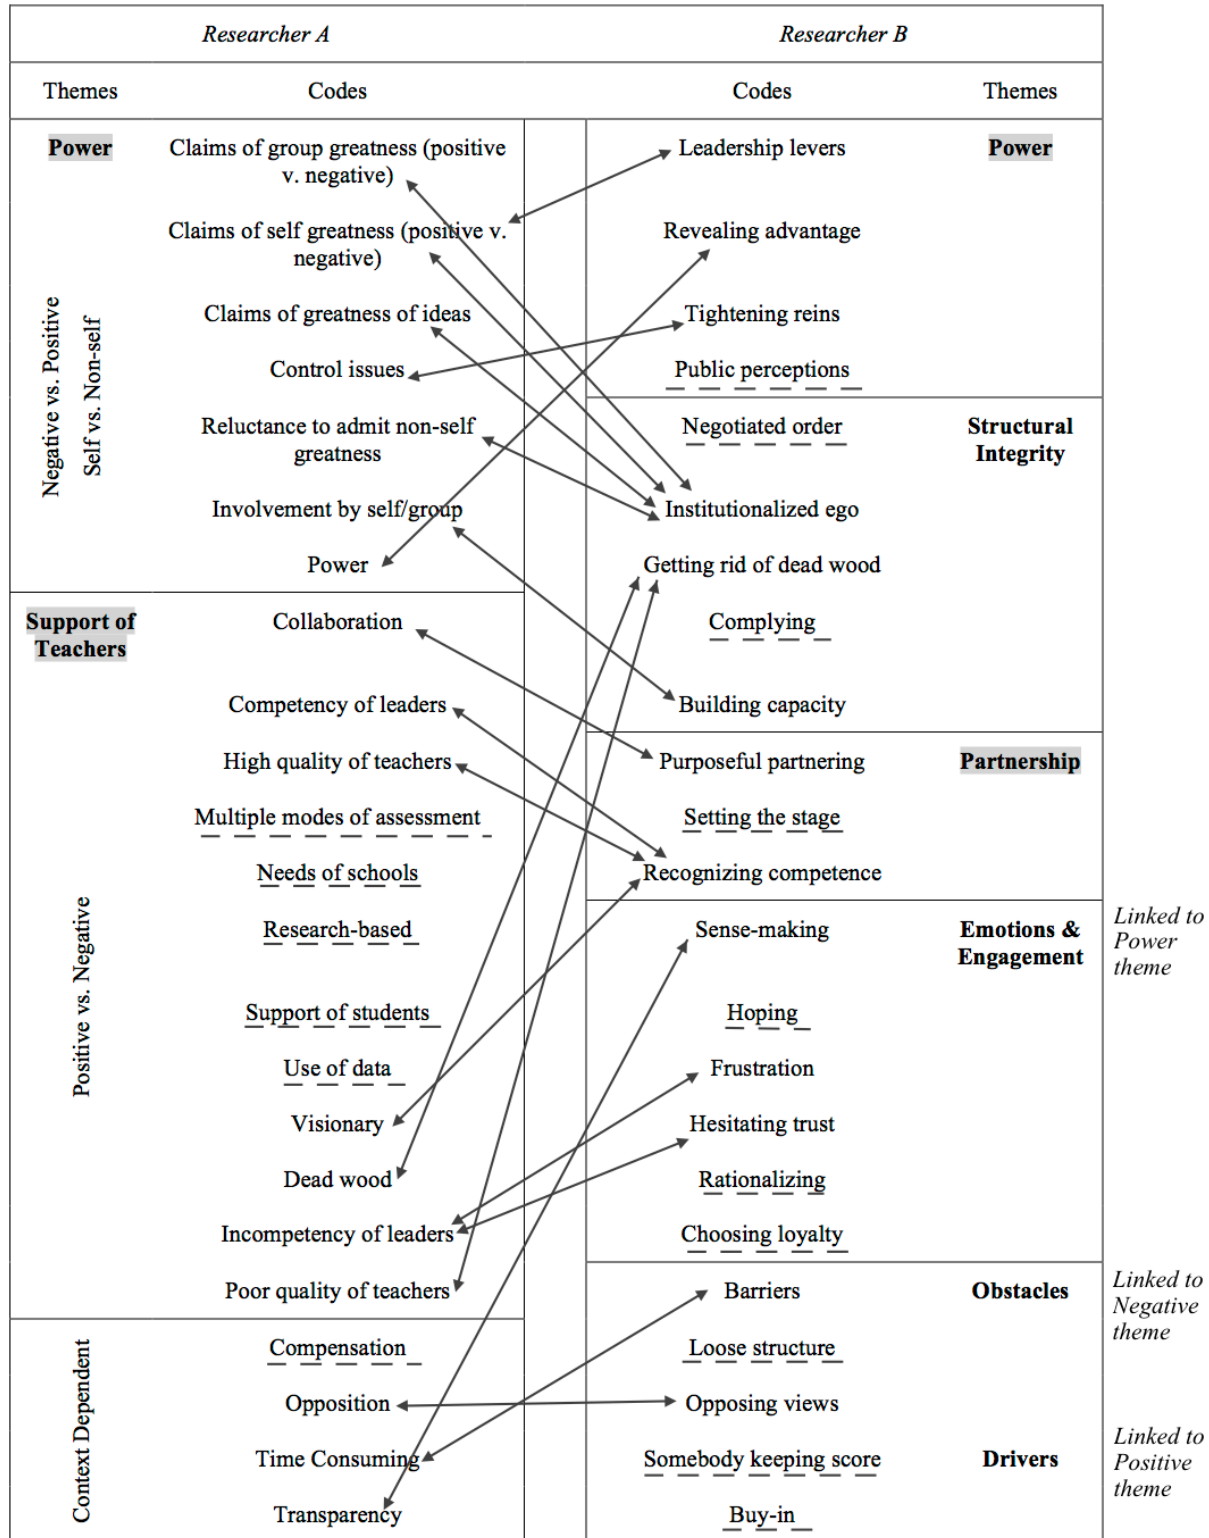 Researcher A Researcher B
Themes Codes Codes Themes
Power Claims of group greatness (positive Leadership levers Power
v. negative)
Claims of self greatness (positive v. Revealing advantage
negative)
Negative vs. Positive
Self vs. Non-self
Claims of greatness of ideas Tightening reins
Control issues Public perceptions
Reluctance to admit non-self Negotiated order Structural
greatness Integrity
Involvement by self/group Institutionalized ego
Power Getting rid of dead wood
Support of Collaboration Complying
Teachers
Competency of leaders Building capacity
High quality of teachers Purposeful partnering Partnership
Multiple modes of assessment Setting the stage
Needs of schools Recognizing competence
Positive vs. Negative
Research-based Sense-making Emotions & Linked to
Engagement Power
theme
Support of students Hoping
Use of data Frustration
Visionary Hesitating trust
Dead wood Rationalizing
Incompetency of leaders Choosing loyalty
Poor quality of teachers Barriers Obstacles Linked to
Negative
theme
Context Dependent
Compensation Loose structure
Opposition Opposing views
Time Consuming Somebody keeping score Drivers Linked to
Positive
theme
Transparency Buy-in